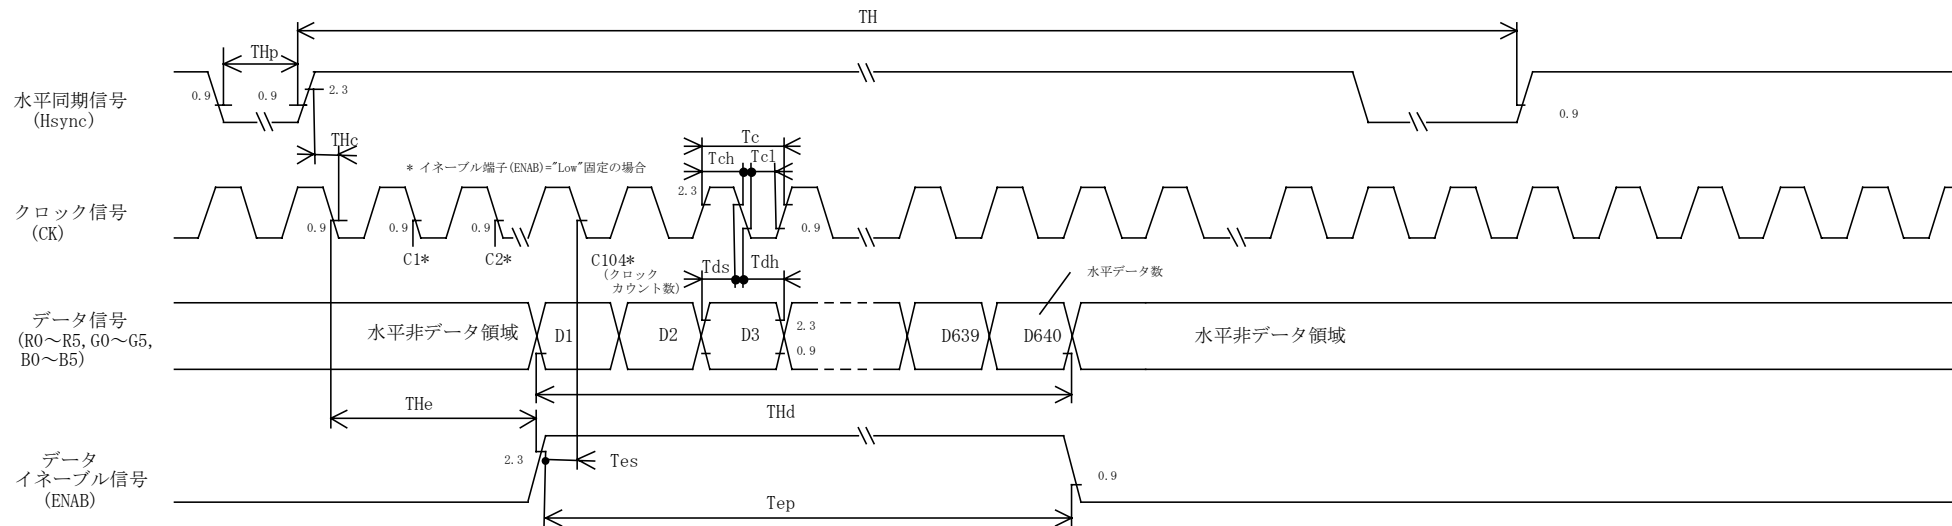 TH
THp
水平同期信号
(Hsync)
0.9
0.9
2.3
0.9
THc
* イネーブル端子(ENAB)="Low"固定の場合
Tc
Tch
Tcl
クロック信号
(CK)
0.9
0.9
0.9
2.3
0.9
C1*
C2*
C104*
(クロック
カウント数)
Tds
Tdh
水平データ数
データ信号
(R0～R5,G0～G5,
B0～B5)
水平非データ領域
D1
D2
D3
2.3
0.9
D639
D640
水平非データ領域
THe
THd
データ
イネーブル信号
(ENAB)
2.3
Tes
0.9
Tep